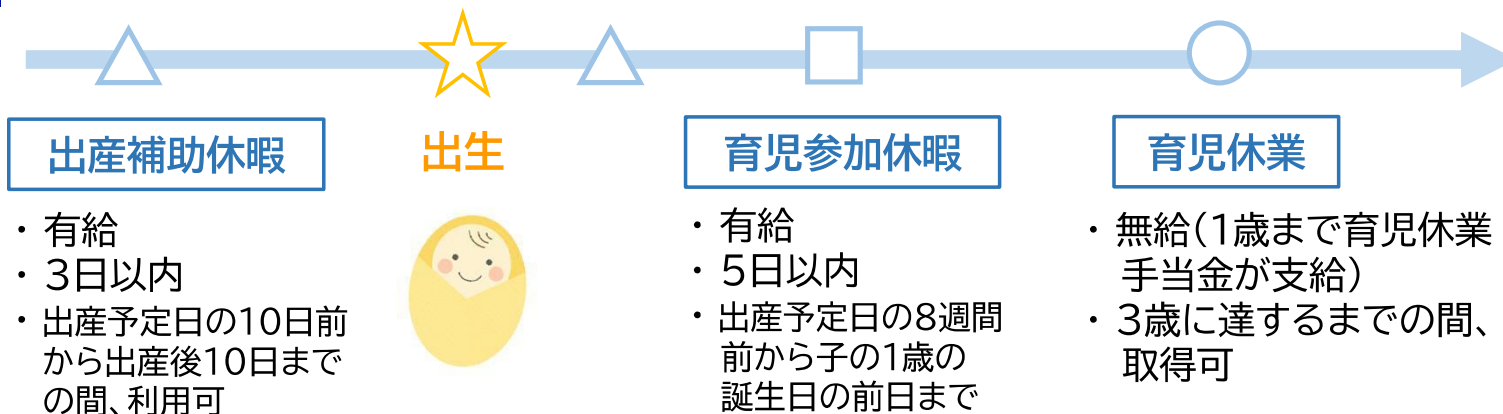 出産補助休暇
・ 有給
・ 3日以内
・ 出産予定日の10日前
から出産後10日まで
の間、利用可
出生
育児参加休暇
・ 有給
・ 5日以内
・ 出産予定日の8週間
前から子の1歳の
誕生日の前日まで
育児休業
・ 無給(1歳まで育児休業
手当金が支給)
・ 3歳に達するまでの間、
取得可